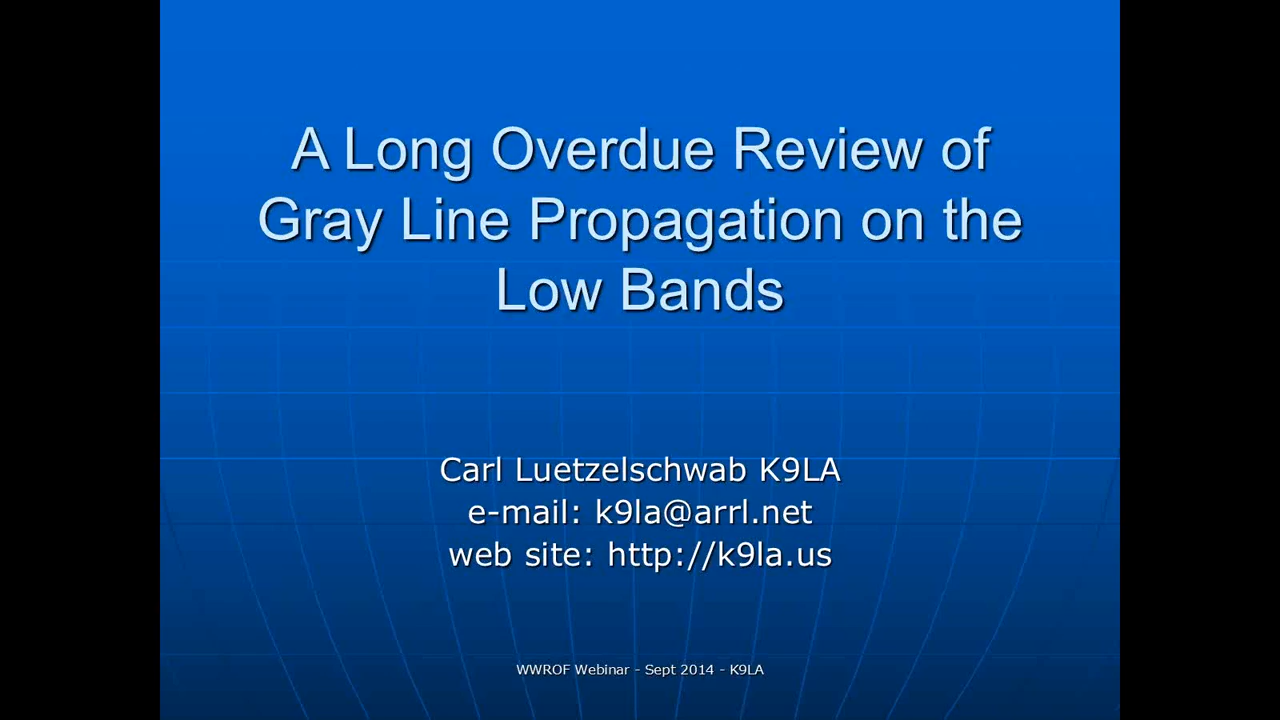 A Long Overdue Review of
Gray Line Propagation on the
Low Bands
Carl Luetzelschwab K9LA
e-mail: k9la@arrl.net
web site: http://k9la.us
WWROF Webinar - Sept 2014 - K9LA